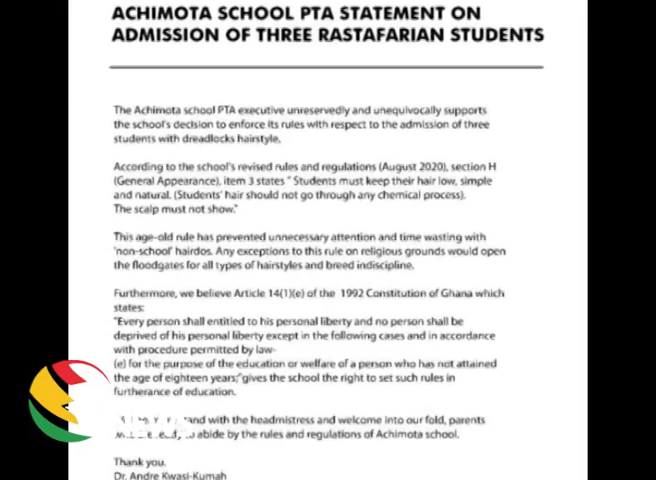 ACHIMOTA SCHOOL PTA STATEMENT ON
ADMISSION OF THREE RASTAFARIAN STUDENTS
The Achimota school PTA executive unreservedly and unequivocally supports
the school's decision to enforce its rules with respect to the admission of three
students with dreadlocks hairstyle.
According to the school's revised rules and regulations (August 2020), section H
(General Appearance), item 3 states " Students must keep their hair low, simple
and natural. (Students' hair should not go through any chemical process).
The scalp must not show."
This age-old rule has prevented unnecessary attention and time wasting with
'non-school' hairdos. Any exceptions to this rule on religious grounds would open
the floodgates for all types of hairstyles and breed indiscipline.
Furthermore, we believe Article 14(1)(e) of the 1992 Constitution of Ghana which
states:
"Every person shall entitled to his personal liberty and no person shall be
deprived of his personal liberty except in the following cases and in accordance
with procedure permitted by law-
(e) for the purpose of the education or welfare of a person who has not attained
the age of eighteen years;"gives the school the right to set such rules in
furtherance of education.
with the headmistress and welcome into our fold, parents
abide by the rules and regulations of Achimota school.
Thank you.
Dr. Andre Kwasi-Kumah